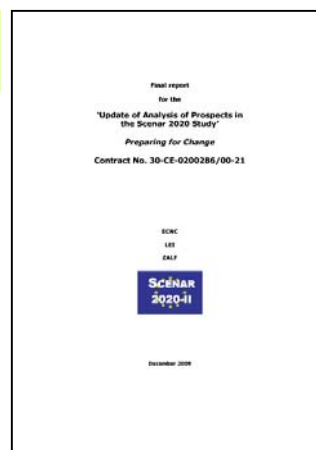 Final report
for the
'Update of Analysis of Prospects in
the Scenar 2020 Study'
Preparing for Change
Contract No. 30-CE-0200286/00-21
ECNC
LEI
ZALF
SCENAR
2020-II
December 2009